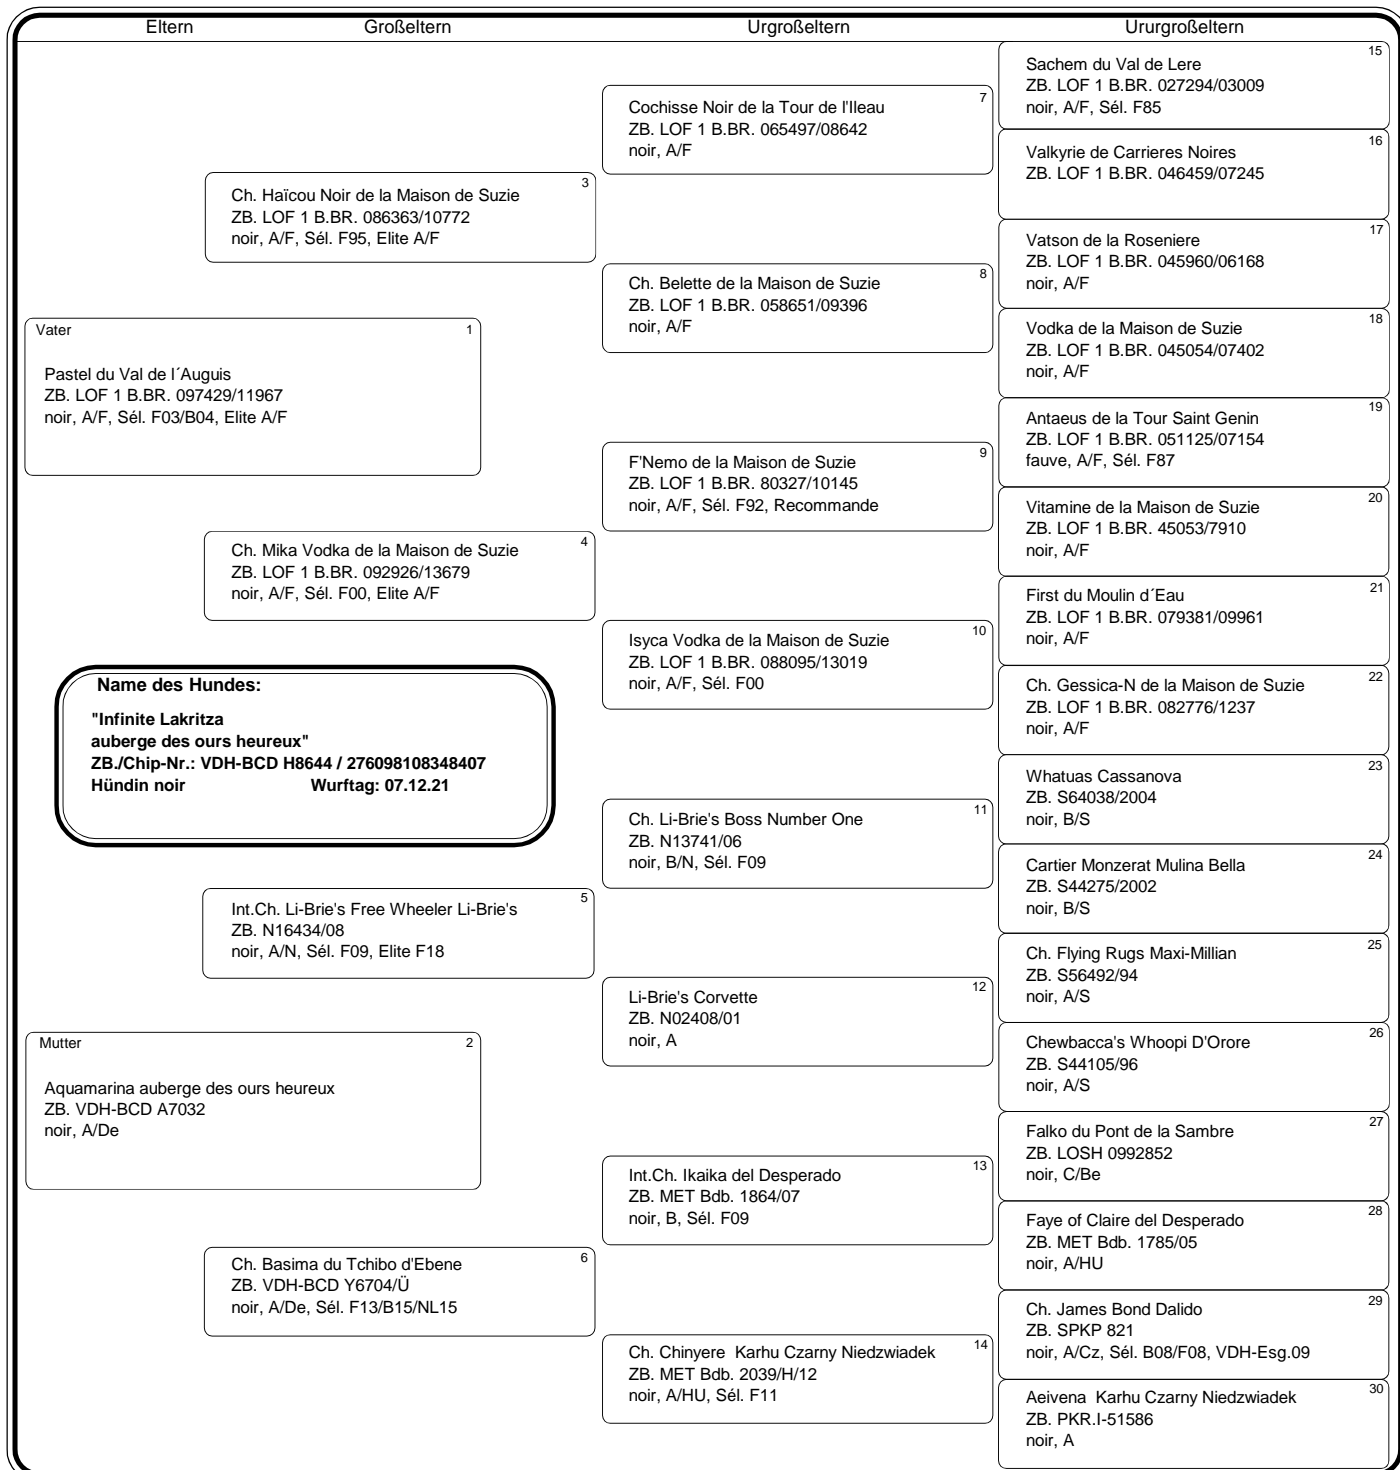 Eltern
Großeltern
Urgroßeltern
Ururgroßeltern
Vater
1
Pastel du Val de l´Auguis
ZB. LOF 1 B.BR. 097429/11967
noir, A/F, Sél. F03/B04, Elite A/F
Name des Hundes:
"Infinite Lakritza
auberge des ours heureux"
ZB./Chip-Nr.: VDH-BCD H8644 / 276098108348407
Hündin noir Wurftag: 07.12.21
Mutter
2
Aquamarina auberge des ours heureux
ZB. VDH-BCD A7032
noir, A/De
3
Ch. Haïcou Noir de la Maison de Suzie
ZB. LOF 1 B.BR. 086363/10772
noir, A/F, Sél. F95, Elite A/F
4
Ch. Mika Vodka de la Maison de Suzie
ZB. LOF 1 B.BR. 092926/13679
noir, A/F, Sél. F00, Elite A/F
5
Int.Ch. Li-Brie's Free Wheeler Li-Brie's
ZB. N16434/08
noir, A/N, Sél. F09, Elite F18
6
Ch. Basima du Tchibo d'Ebene
ZB. VDH-BCD Y6704/Ü
noir, A/De, Sél. F13/B15/NL15
7
Cochisse Noir de la Tour de l'Ileau
ZB. LOF 1 B.BR. 065497/08642
noir, A/F
8
Ch. Belette de la Maison de Suzie
ZB. LOF 1 B.BR. 058651/09396
noir, A/F
9
F'Nemo de la Maison de Suzie
ZB. LOF 1 B.BR. 80327/10145
noir, A/F, Sél. F92, Recommande
10
Isyca Vodka de la Maison de Suzie
ZB. LOF 1 B.BR. 088095/13019
noir, A/F, Sél. F00
11
Ch. Li-Brie's Boss Number One
ZB. N13741/06
noir, B/N, Sél. F09
12
Li-Brie's Corvette
ZB. N02408/01
noir, A
13
Int.Ch. Ikaika del Desperado
ZB. MET Bdb. 1864/07
noir, B, Sél. F09
14
Ch. Chinyere  Karhu Czarny Niedzwiadek
ZB. MET Bdb. 2039/H/12
noir, A/HU, Sél. F11
15
Sachem du Val de Lere
ZB. LOF 1 B.BR. 027294/03009
noir, A/F, Sél. F85
16
Valkyrie de Carrieres Noires
ZB. LOF 1 B.BR. 046459/07245
17
Vatson de la Roseniere
ZB. LOF 1 B.BR. 045960/06168
noir, A/F
18
Vodka de la Maison de Suzie
ZB. LOF 1 B.BR. 045054/07402
noir, A/F
19
Antaeus de la Tour Saint Genin
ZB. LOF 1 B.BR. 051125/07154
fauve, A/F, Sél. F87
20
Vitamine de la Maison de Suzie
ZB. LOF 1 B.BR. 45053/7910
noir, A/F
21
First du Moulin d´Eau
ZB. LOF 1 B.BR. 079381/09961
noir, A/F
22
Ch. Gessica-N de la Maison de Suzie
ZB. LOF 1 B.BR. 082776/1237
noir, A/F
23
Whatuas Cassanova
ZB. S64038/2004
noir, B/S
24
Cartier Monzerat Mulina Bella
ZB. S44275/2002
noir, B/S
25
Ch. Flying Rugs Maxi-Millian
ZB. S56492/94
noir, A/S
26
Chewbacca's Whoopi D'Orore
ZB. S44105/96
noir, A/S
27
Falko du Pont de la Sambre
ZB. LOSH 0992852
noir, C/Be
28
Faye of Claire del Desperado
ZB. MET Bdb. 1785/05
noir, A/HU
29
Ch. James Bond Dalido
ZB. SPKP 821
noir, A/Cz, Sél. B08/F08, VDH-Esg.09
30
Aeivena  Karhu Czarny Niedzwiadek
ZB. PKR.I-51586
noir, A